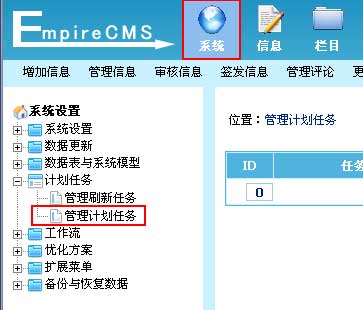 EmpireCMS
系统 信息 栏目
增加信息 管理信息 审核信息 签发信息 管理评论 更
系统设置
系统设置
数据更新
数据表与系统模型
计划任务
管理刷新任务
管理计划任务
工作流
优化方案
扩展菜单
备份与恢复数据
位置：管理计划任务
ID 任务
0